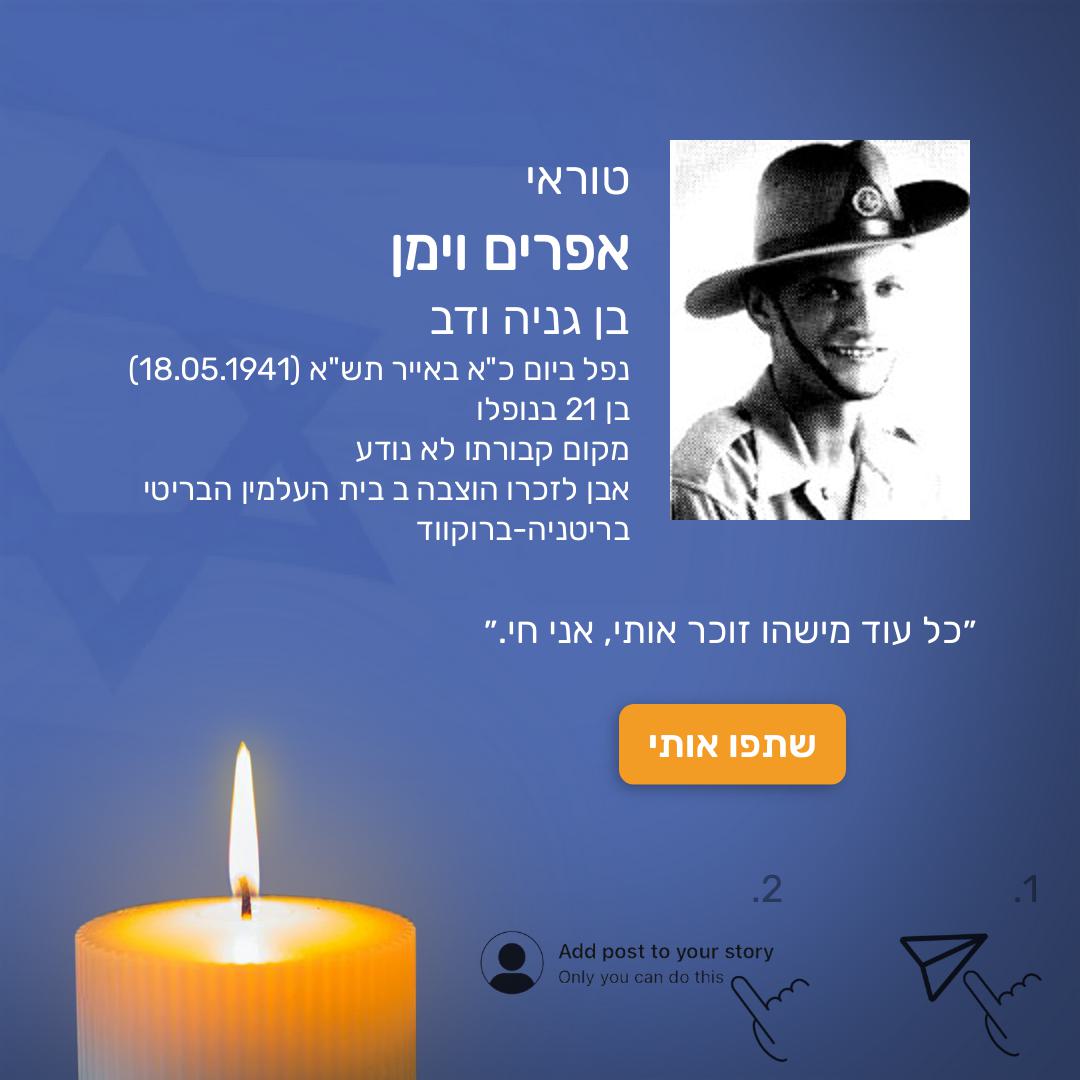 טוראי
אפרים וימן
בן גניה ודב
נפל ביום כ"א באייר תש"א (18.05.1941)
בן 21 בנופלו
מקום קבורתו לא נודע
אבן לזכרו הוצבה ב בית העלמין הבריטי
בריטניה-ברוקווד
״כל עוד מישהו זוכר אותי, אני חי.״
שתפו אותי
1.
2.
Add post to your story
Only you can do this